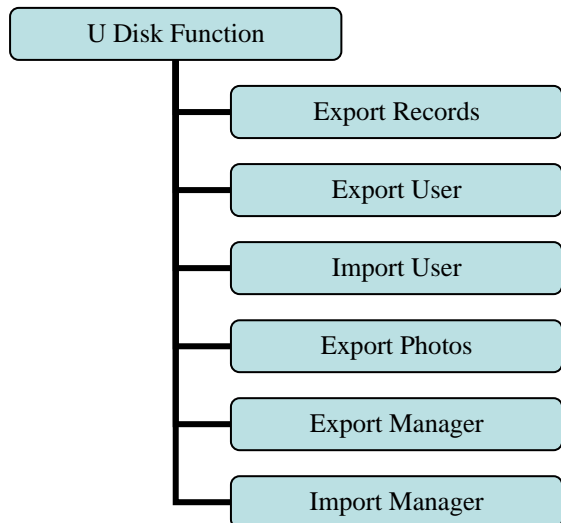 U Disk Function
Export Records
Export User
Import User
Export Photos
Export Manager
Import Manager